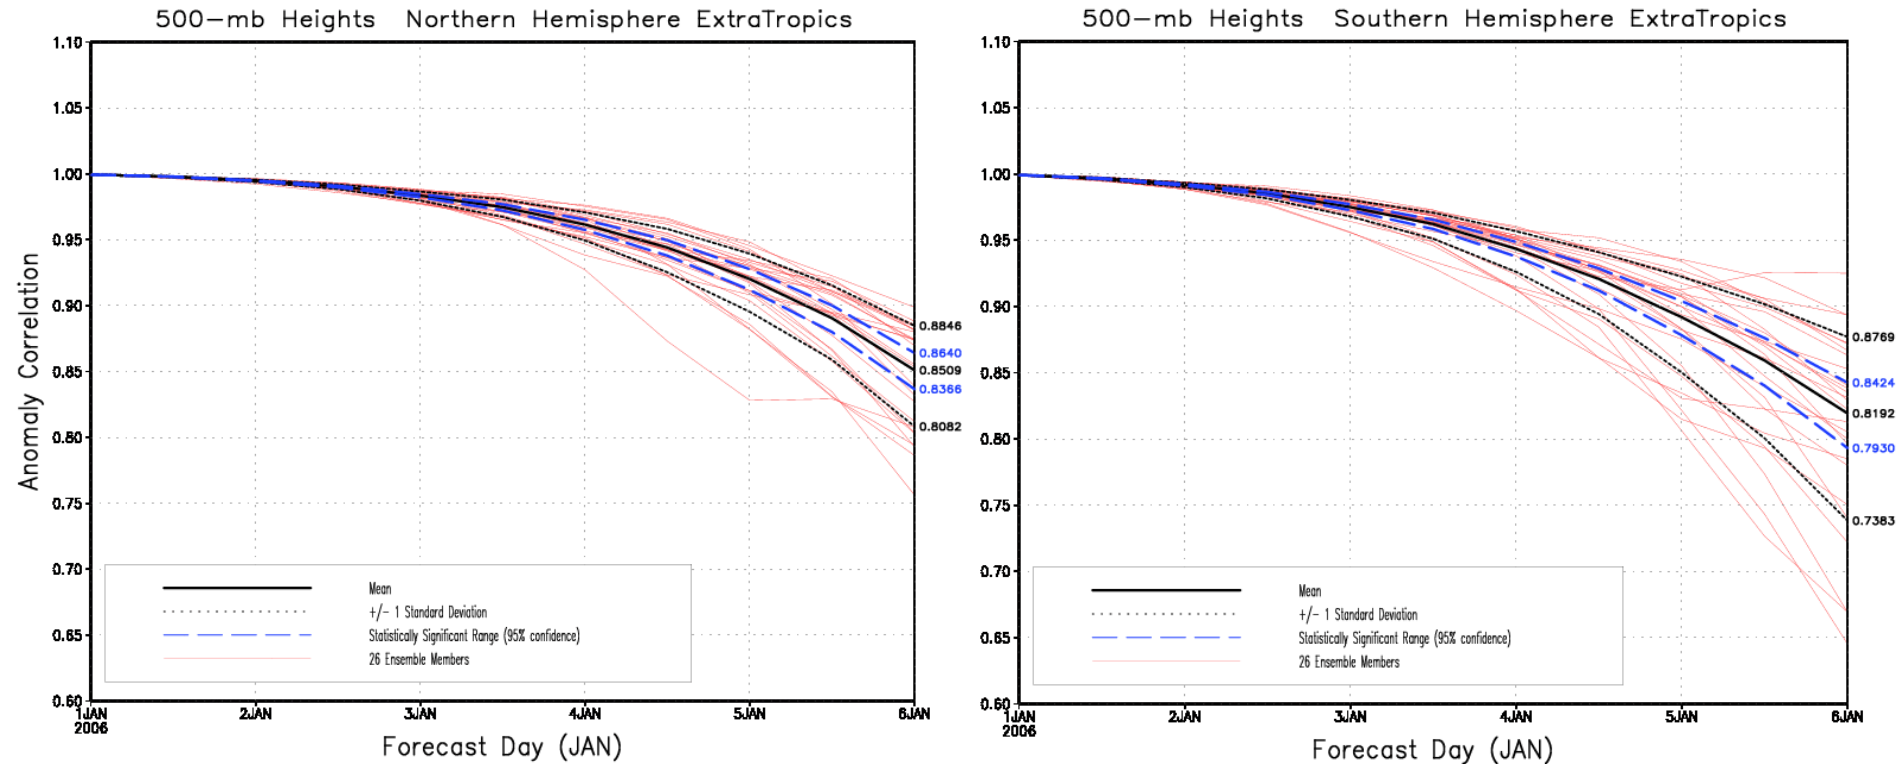 500-mb Heights Northern Hemisphere ExtraTropics
1.10
1.05
1.00
0.95
0.90
0.85
0.80
0.75
0.70
0.65
0.60
Anomaly Correlation
0.8846
0.8640
0.8509
0.8366
0.8082
Mean
+/- 1 Standard Deviation
Statistically Significant Range (95% confidence)
26 Ensemble Members
1JAN 2JAN 3JAN 4JAN 5JAN 6JAN
2006
Forecast Day (JAN)
500-mb Heights Southern Hemisphere ExtraTropics
1.10
1.05
1.00
0.95
0.90
0.85
0.80
0.75
0.70
0.65
0.60
0.8769
0.8424
0.8192
0.7930
0.7383
Mean
+/- 1 Standard Deviation
Statistically Significant Range (95% confidence)
26 Ensemble Members
1JAN 2JAN 3JAN 4JAN 5JAN 6JAN
2006
Forecast Day (JAN)